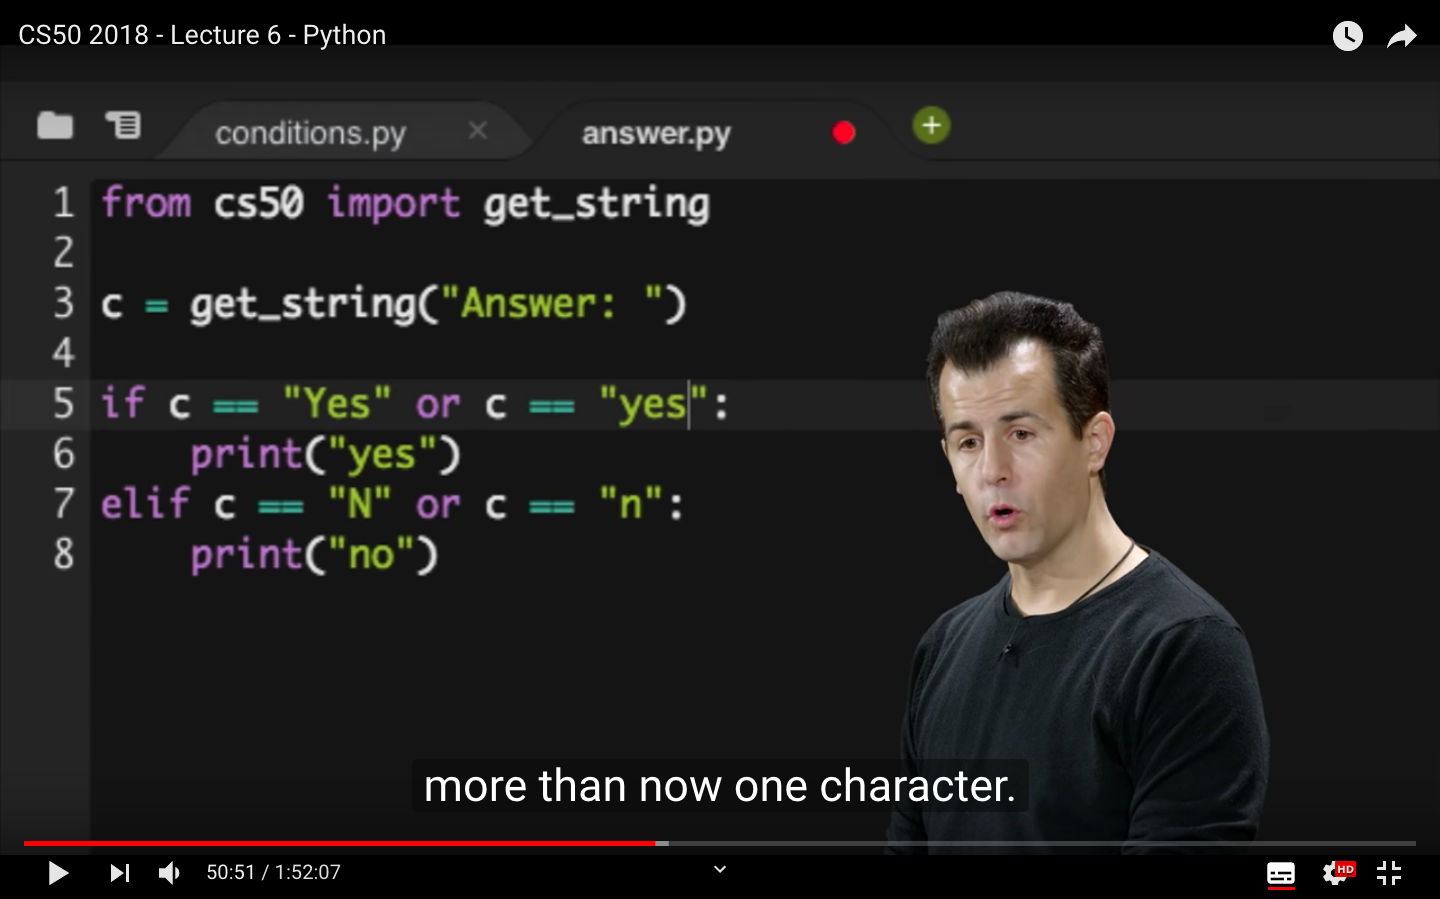 CS50 2018 - Lecture 6 - Python
conditions.py answer.py
1 from cs50 import get_string
2
3 c = get_string("Answer: ")
4
5 if c == "Yes" or c == "yes":
6     print("yes")
7 elif c == "N" or c == "n":
8     print("no")
more than now one character.
50:51 / 1:52:07
HD